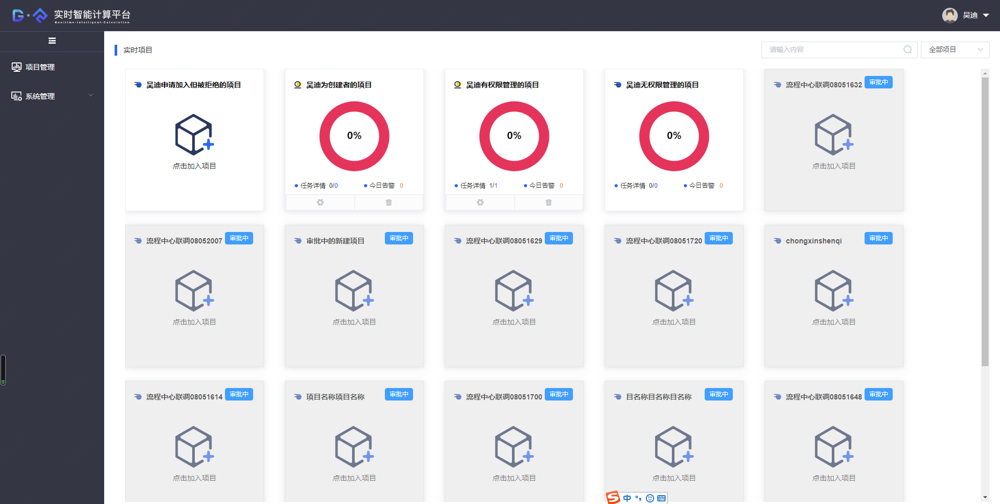 实时智能计算平台
Realtime-Intelligent-Calculation
吴迪
项目管理
系统管理
实时项目
请输入内容
全部项目
吴迪申请加入但被拒绝的项目
点击加入项目
吴迪为创建者的项目
0%
任务详情 0/0
今日告警 0
吴迪有权限管理的项目
0%
任务详情 1/1
今日告警 0
吴迪无权限管理的项目
0%
任务详情 0/0
今日告警 0
流程中心联调08051632
审批中
点击加入项目
流程中心联调08052007
审批中
点击加入项目
审批中的新建项目
审批中
点击加入项目
流程中心联调08051629
审批中
点击加入项目
流程中心联调08051720
审批中
点击加入项目
chongxinshenqi
审批中
点击加入项目
流程中心联调08051614
审批中
点击加入项目
项目名称项目名称
审批中
点击加入项目
流程中心联调08051700
审批中
点击加入项目
目名称目名称目名称
审批中
点击加入项目
流程中心联调08051648
审批中
点击加入项目
中